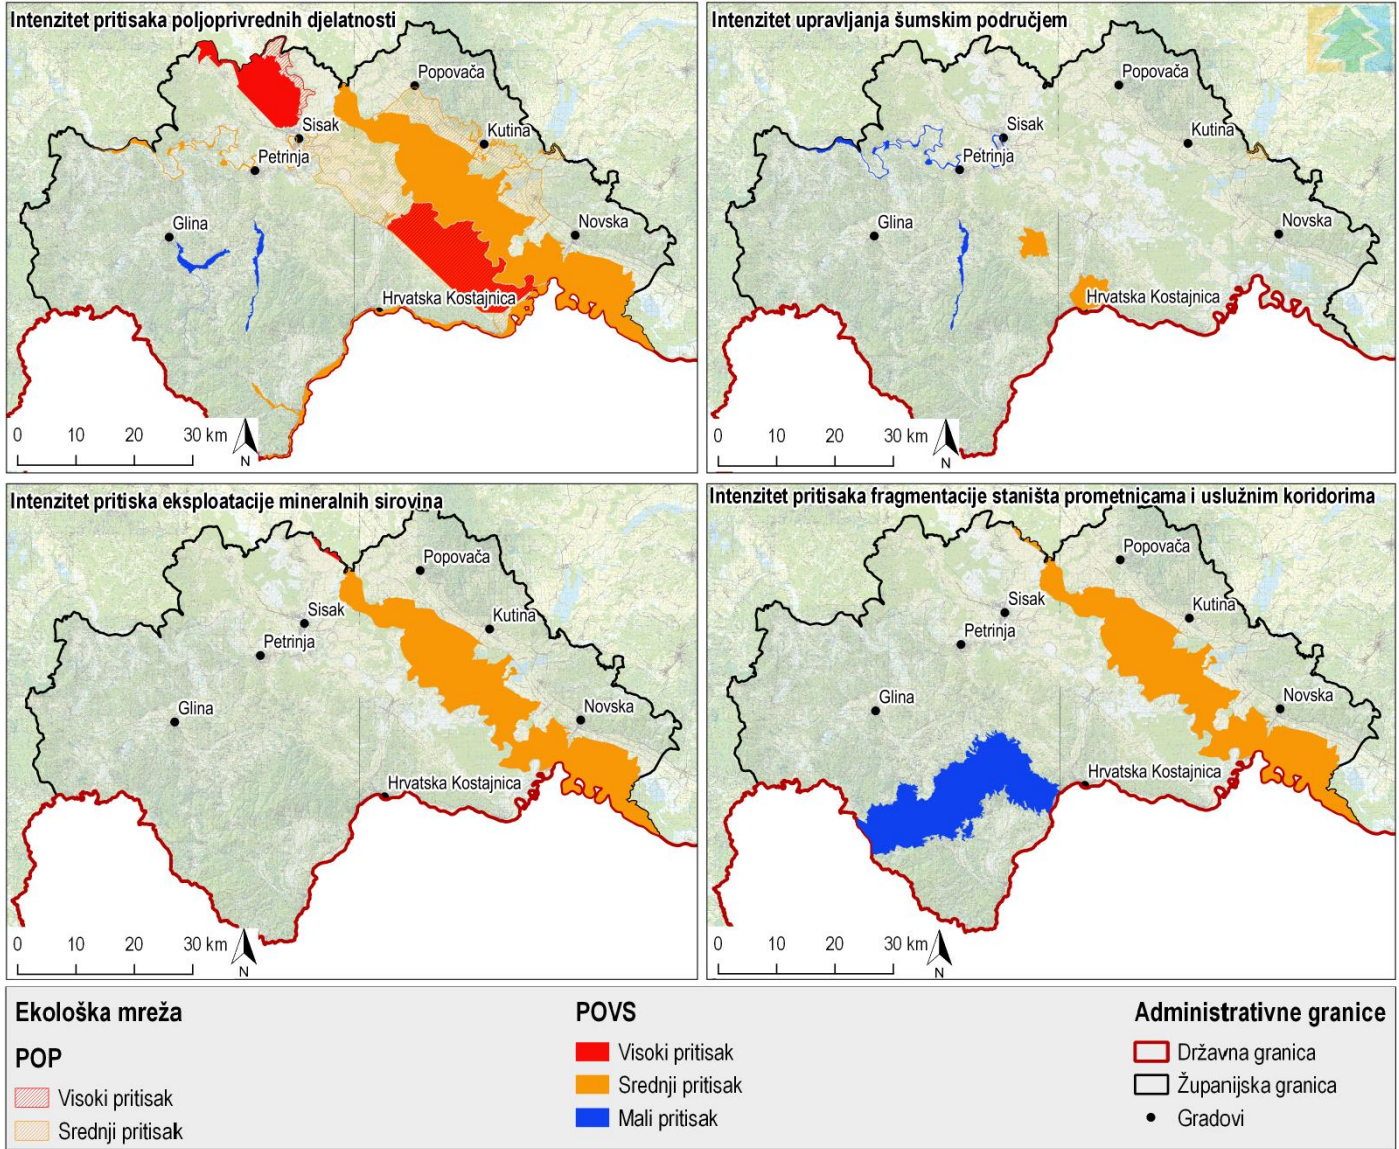 Intenzitet pritisaka poljoprivrednih djelatnosti
Popovača
Sisak
Kutina
Petrinja
Glina
Novska
Hrvatska Kostajnica
0 10 20 30 km
N
Intenzitet upravljanja šumskim područjem
Popovača
Sisak
Kutina
Petrinja
Glina
Novska
Hrvatska Kostajnica
0 10 20 30 km
N
Intenzitet pritiska eksploatacije mineralnih sirovina
Popovača
Sisak
Kutina
Petrinja
Glina
Novska
Hrvatska Kostajnica
0 10 20 30 km
N
Intenzitet pritisaka fragmentacije staništa prometnicama i uslužnim koridorima
Popovača
Sisak
Kutina
Petrinja
Glina
Novska
Hrvatska Kostajnica
0 10 20 30 km
N
Ekološka mreža
POP
Visoki pritisak
Srednji pritisak
POVS
Visoki pritisak
Srednji pritisak
Mali pritisak
Administrativne granice
Državna granica
Županijska granica
Gradovi